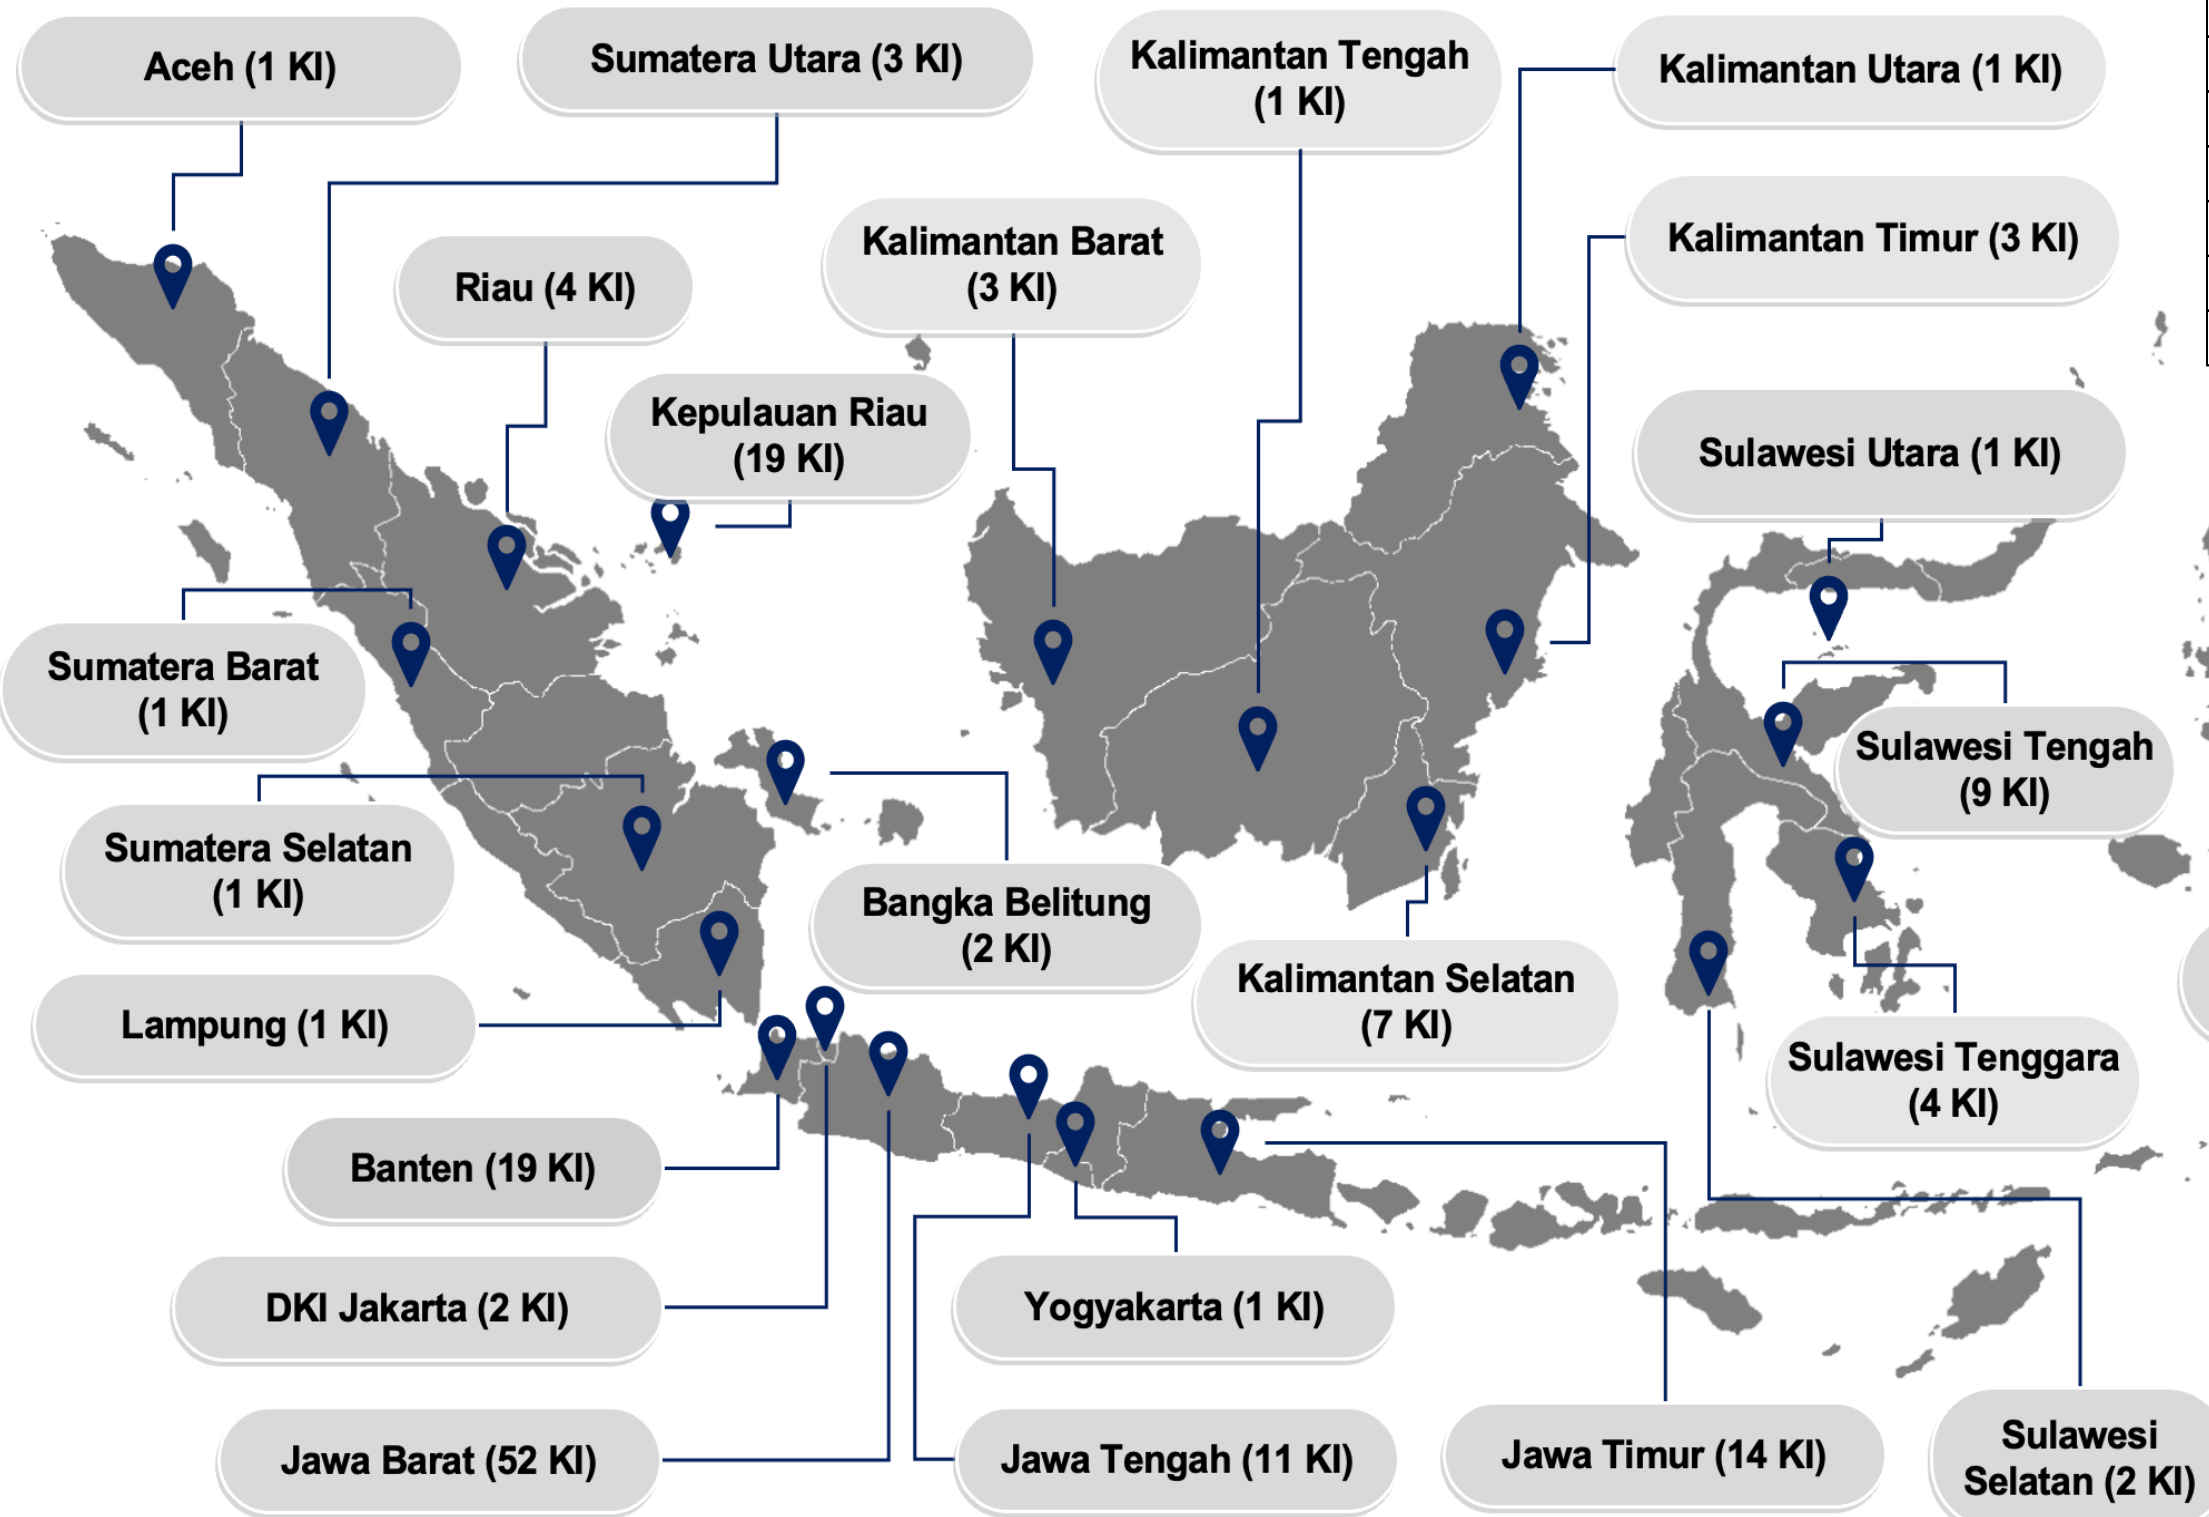 Aceh (1 KI)
Sumatera Utara (3 KI)
Kalimantan Tengah
(1 KI)
Kalimantan Utara (1 KI)
Riau (4 KI)
Kalimantan Barat
(3 KI)
Kalimantan Timur (3 KI)
Kepulauan Riau
(19 KI)
Sulawesi Utara (1 KI)
Sumatera Barat
(1 KI)
Sulawesi Tengah
(9 KI)
Sumatera Selatan
(1 KI)
Bangka Belitung
(2 KI)
Kalimantan Selatan
(7 KI)
Lampung (1 KI)
Sulawesi Tenggara
(4 KI)
Banten (19 KI)
DKI Jakarta (2 KI)
Yogyakarta (1 KI)
Jawa Barat (52 KI)
Jawa Tengah (11 KI)
Jawa Timur (14 KI)
Sulawesi
Selatan (2 KI)